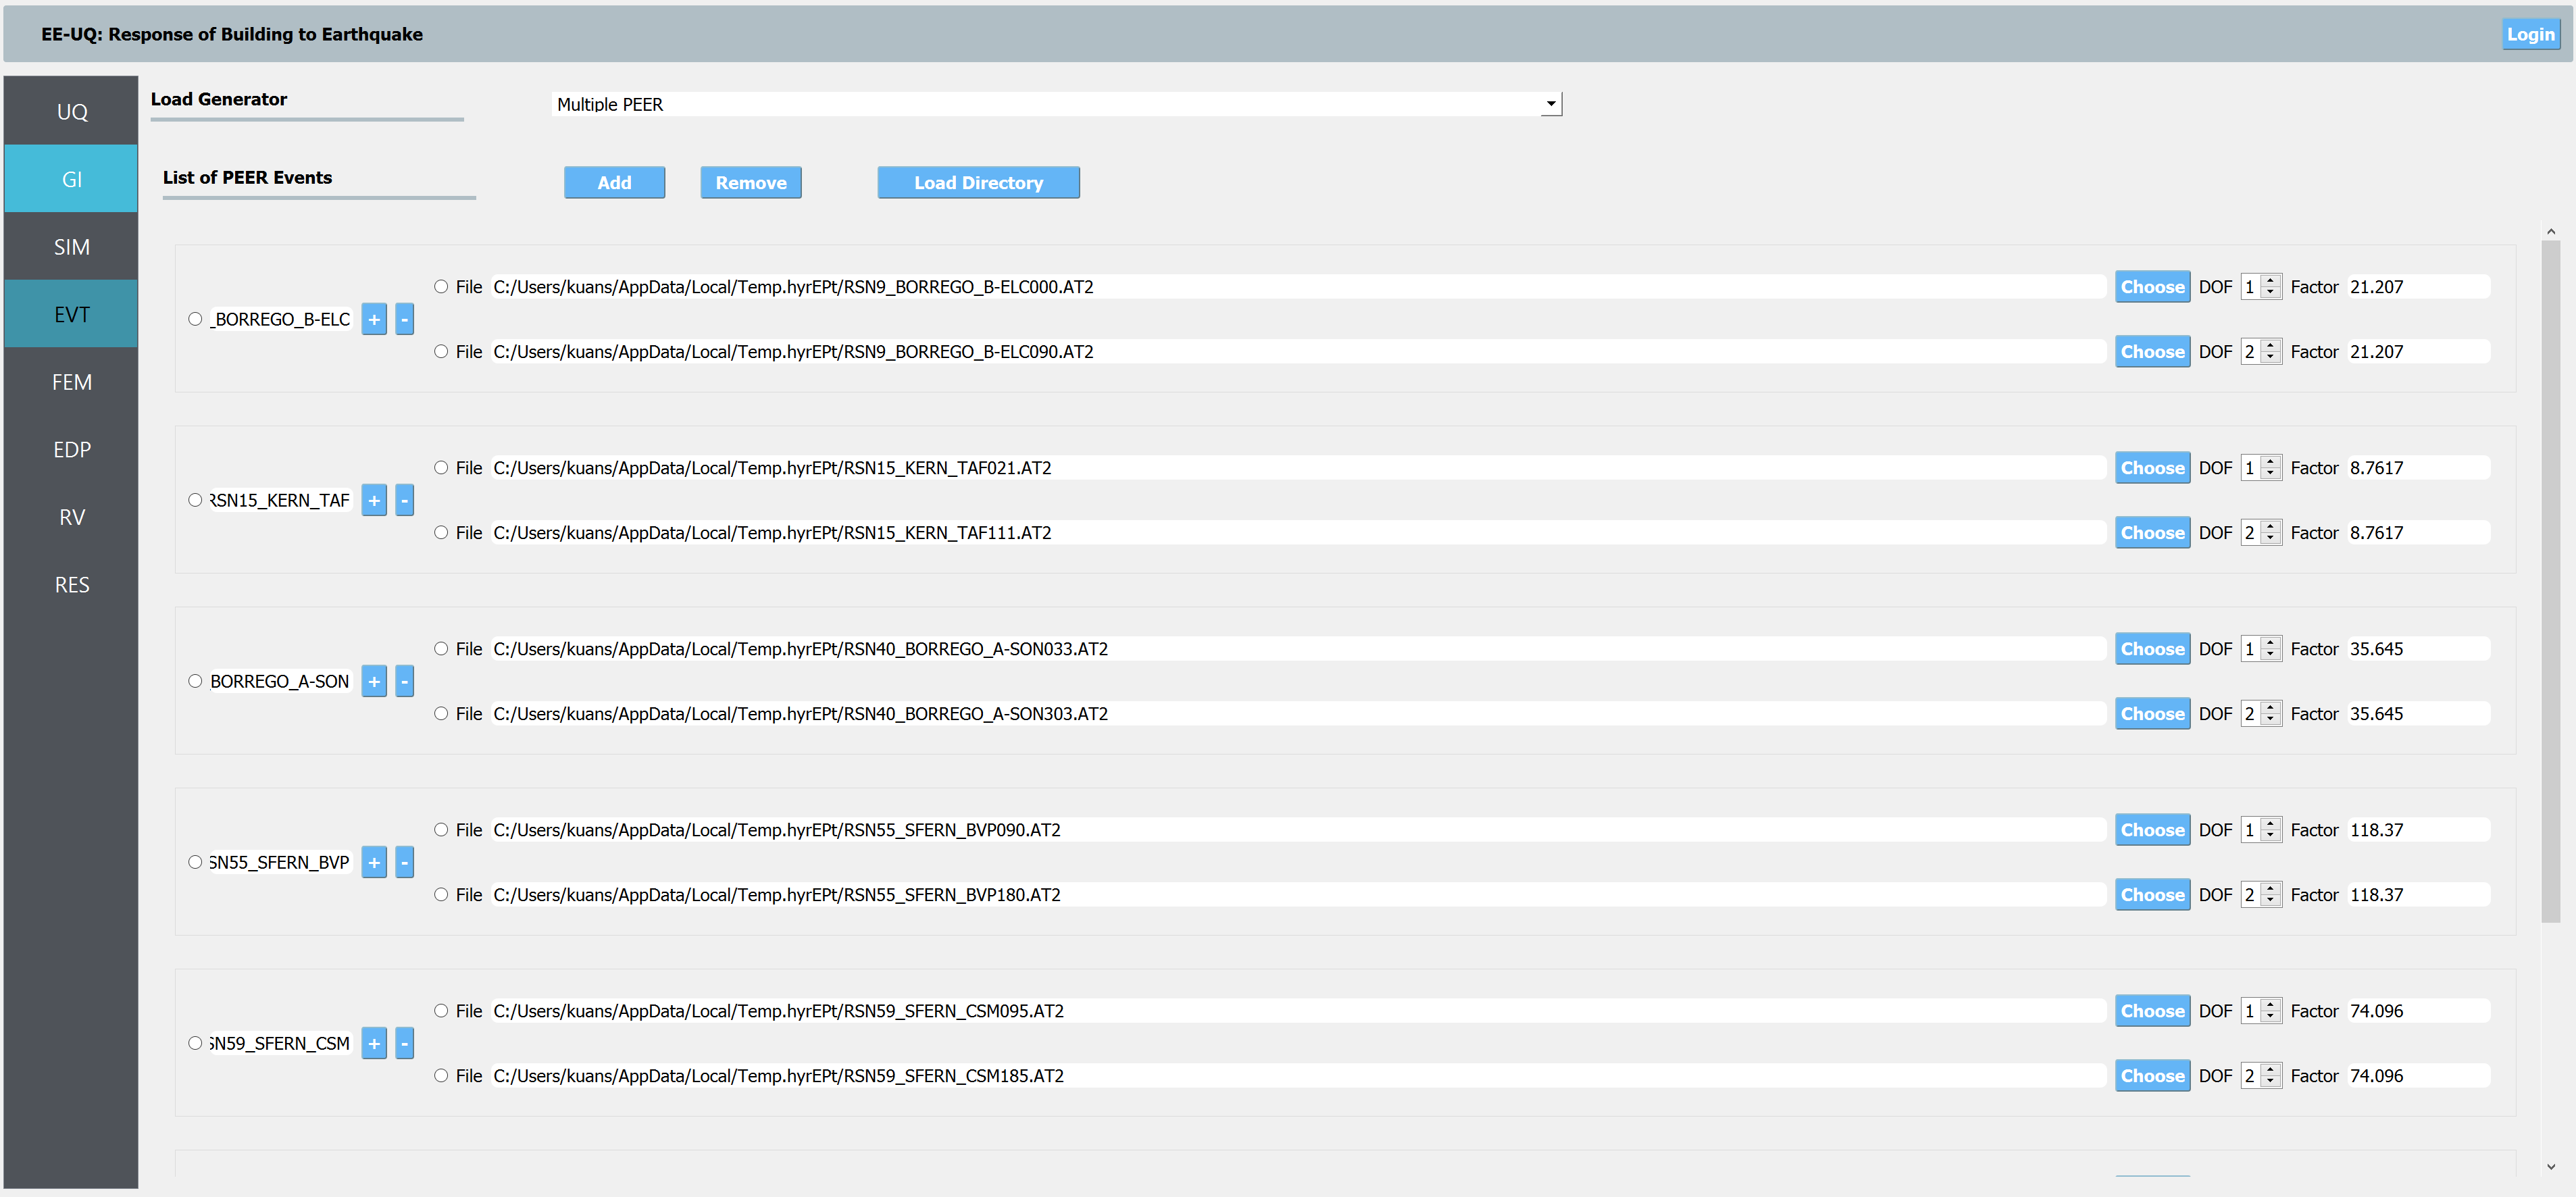 EE-UQ: Response of Building to Earthquake
Login
UQ
GI
SIM
EVT
FEM
EDP
RV
RES
Load Generator
Multiple PEER
List of PEER Events
Add Remove Load Directory
_BORREGO_B-ELC + -
File C:/Users/kuans/AppData/Local/Temp.hyrEPt/RSN9_BORREGO_B-ELC000.AT2 Choose DOF 1 Factor 21.207
File C:/Users/kuans/AppData/Local/Temp.hyrEPt/RSN9_BORREGO_B-ELC090.AT2 Choose DOF 2 Factor 21.207
RSN15_KERN_TAF + -
File C:/Users/kuans/AppData/Local/Temp.hyrEPt/RSN15_KERN_TAF021.AT2 Choose DOF 1 Factor 8.7617
File C:/Users/kuans/AppData/Local/Temp.hyrEPt/RSN15_KERN_TAF111.AT2 Choose DOF 2 Factor 8.7617
BORREGO_A-SON + -
File C:/Users/kuans/AppData/Local/Temp.hyrEPt/RSN40_BORREGO_A-SON033.AT2 Choose DOF 1 Factor 35.645
File C:/Users/kuans/AppData/Local/Temp.hyrEPt/RSN40_BORREGO_A-SON303.AT2 Choose DOF 2 Factor 35.645
SN55_SFERN_BVP + -
File C:/Users/kuans/AppData/Local/Temp.hyrEPt/RSN55_SFERN_BVP090.AT2 Choose DOF 1 Factor 118.37
File C:/Users/kuans/AppData/Local/Temp.hyrEPt/RSN55_SFERN_BVP180.AT2 Choose DOF 2 Factor 118.37
SN59_SFERN_CSM + -
File C:/Users/kuans/AppData/Local/Temp.hyrEPt/RSN59_SFERN_CSM095.AT2 Choose DOF 1 Factor 74.096
File C:/Users/kuans/AppData/Local/Temp.hyrEPt/RSN59_SFERN_CSM185.AT2 Choose DOF 2 Factor 74.096